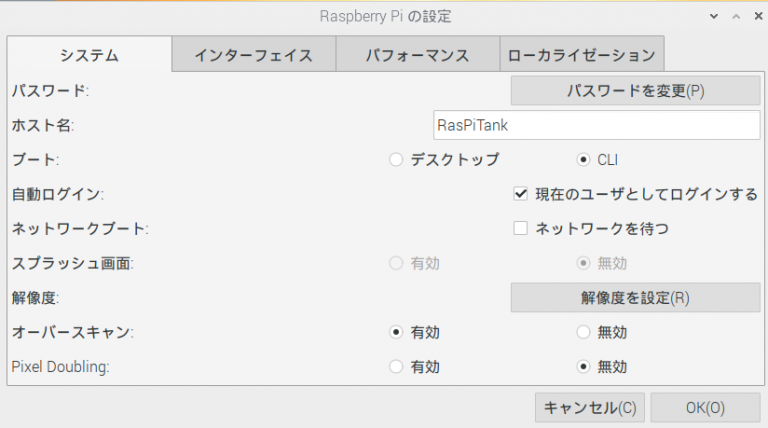 Raspberry Pi の設定
システム インターフェイス パフォーマンス ローカライゼーション
パスワード: パスワードを変更(P)
ホスト名: RasPiTank
ブート: デスクトップ CLI
自動ログイン: 現在のユーザとしてログインする
ネットワークブート: ネットワークを待つ
スプラッシュ画面: 有効 無効
解像度: 解像度を設定(R)
オーバースキャン: 有効 無効
Pixel Doubling: 有効 無効
キャンセル(C) OK(O)